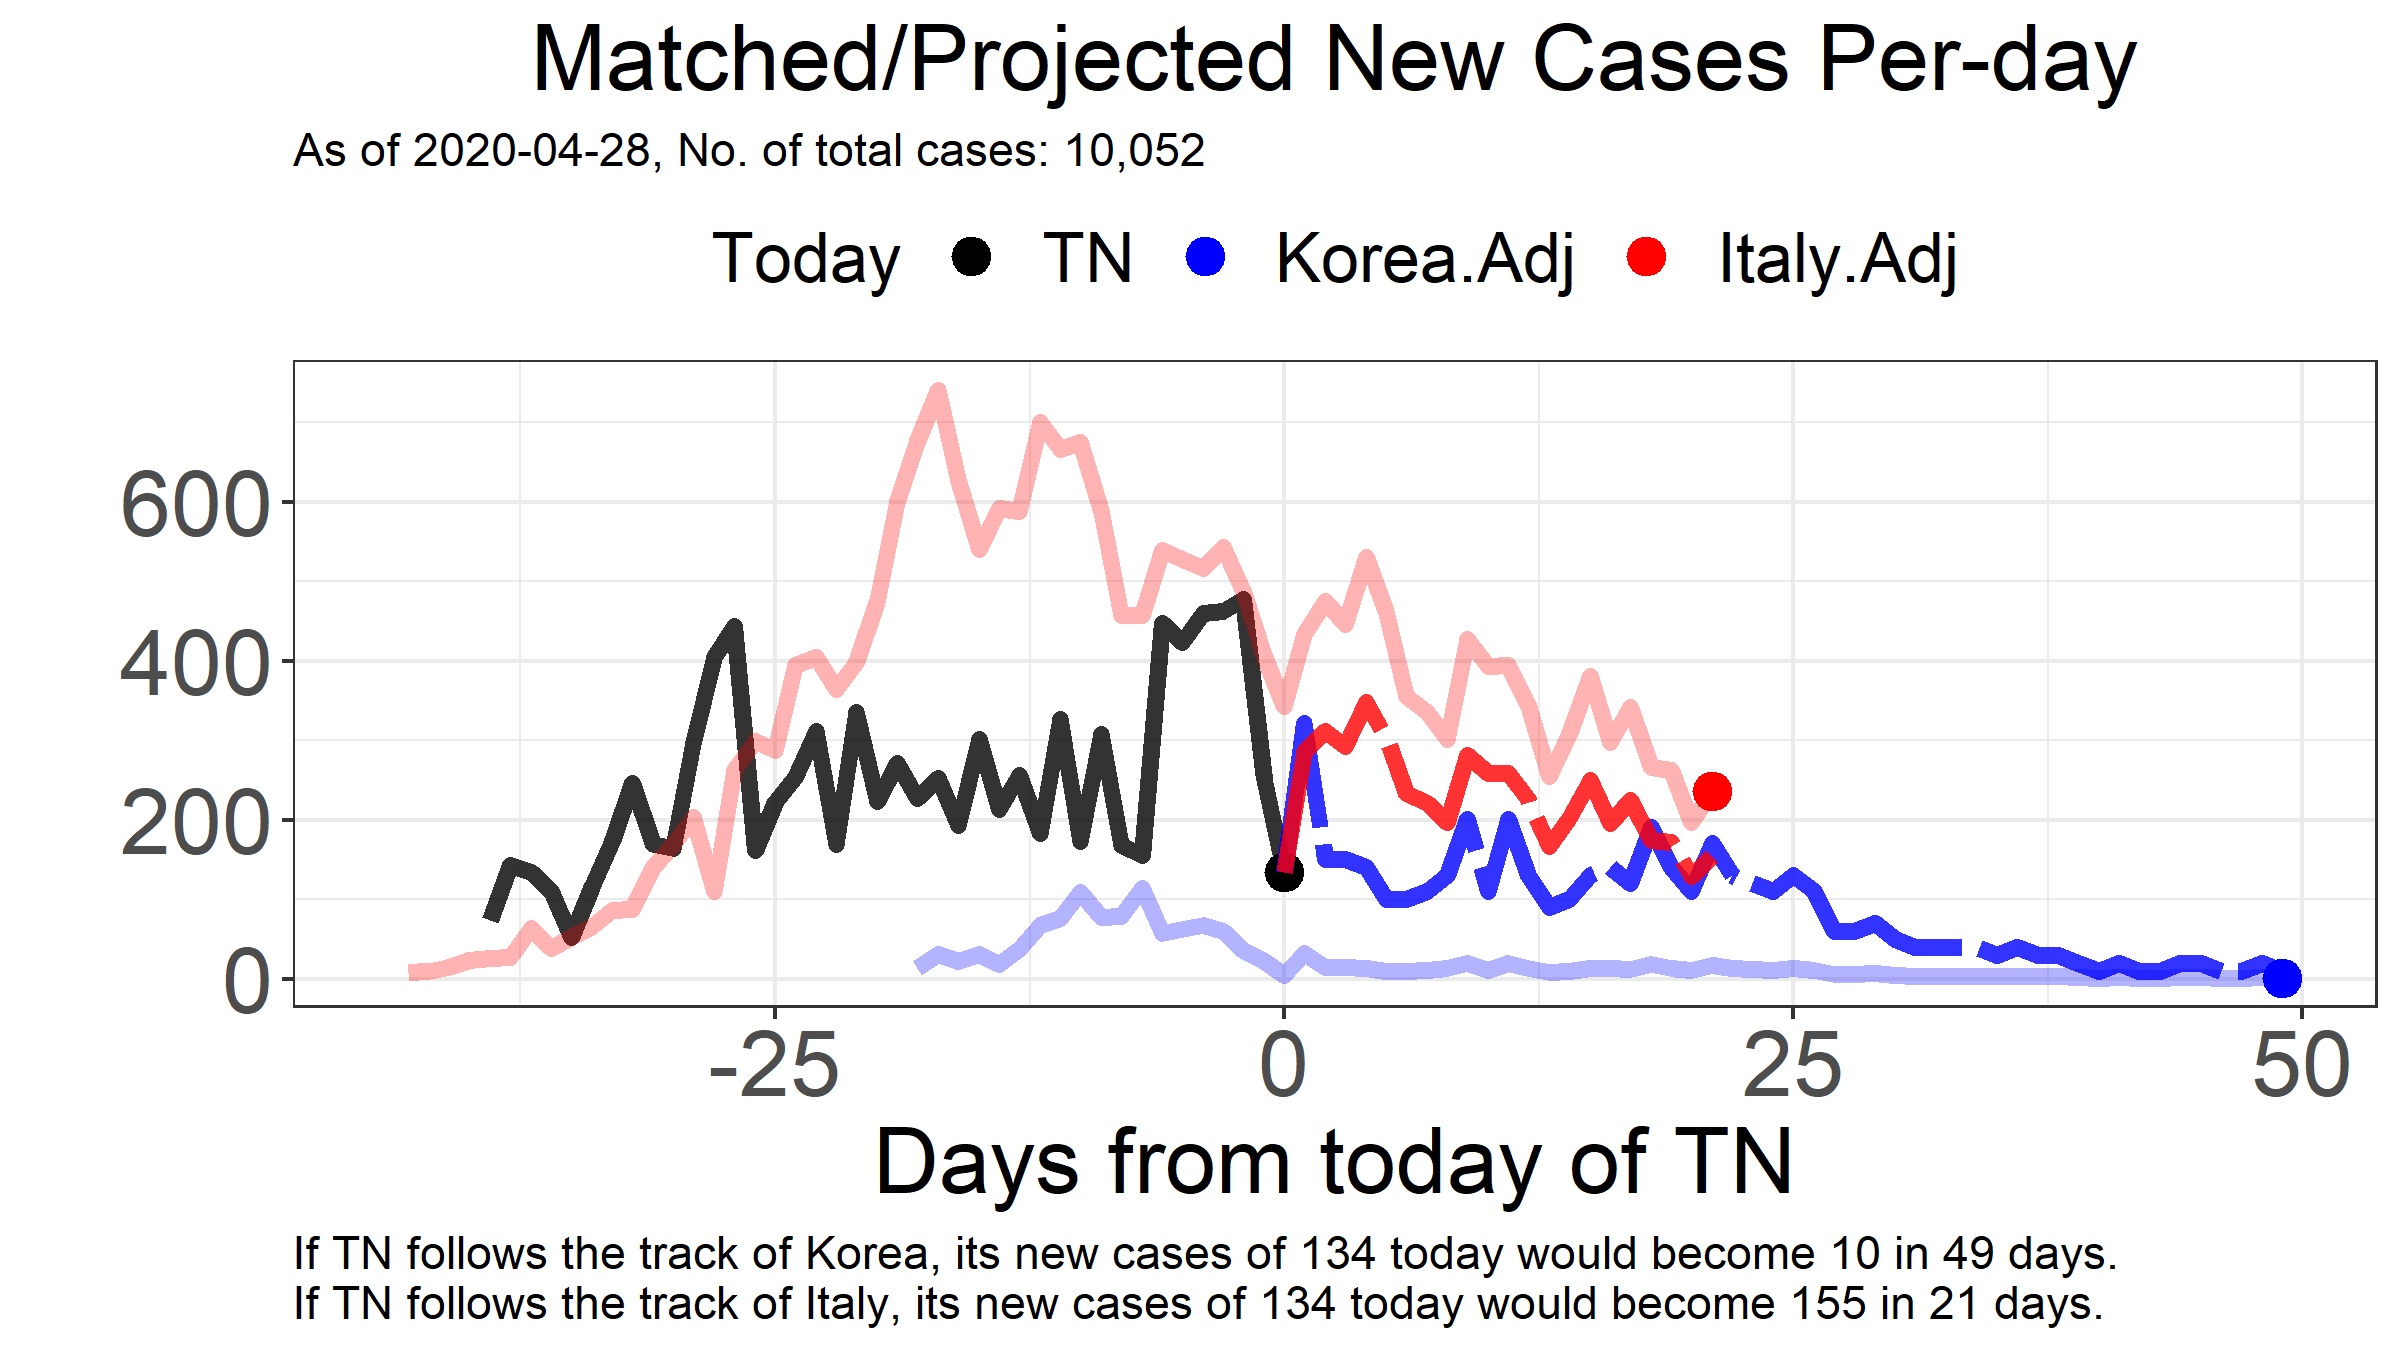 Matched/Projected New Cases Per-day
As of 2020-04-28, No. of total cases: 10,052
Today TN Korea.Adj Italy.Adj
600
400
200
0
-25 0 25 50
Days from today of TN
If TN follows the track of Korea, its new cases of 134 today would become 10 in 49 days.
If TN follows the track of Italy, its new cases of 134 today would become 155 in 21 days.